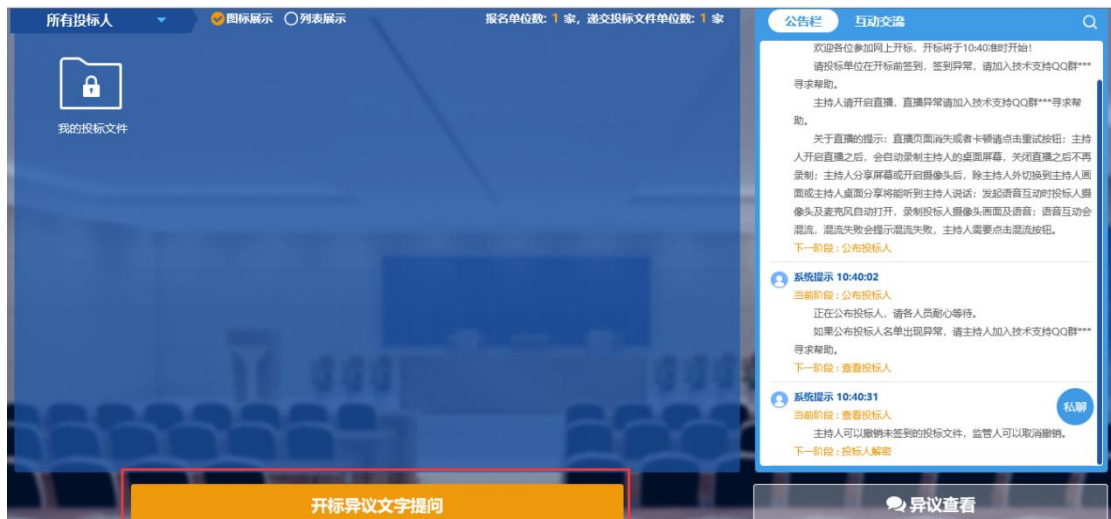 所有投标人
图标展示 列表展示
报名单位数: 1 家, 递交投标文件单位数: 1 家
我的投标文件
开标异议文字提问
公告栏 互动交流
欢迎各位参加网上开标, 开标将于10:40准时开始!
请投标单位在开标前签到, 签到异常, 请加入技术支持QQ群***
寻求帮助。
主持人请开启直播, 直播异常请加入技术支持QQ群***寻求帮
助。
关于直播的提示: 直播页面消失或者卡顿请点击重试按钮; 主持
人开启直播之后, 会自动录制主持人的桌面屏幕, 关闭直播之后不再
录制; 主持人分享屏幕或开启摄像头后, 除主持人外切换到主持人画
面或主持人桌面分享将能听到主持人说话; 发起语音互动时投标人摄
像头及麦克风自动打开, 录制投标人摄像头画面及语音; 语音互动会
混流, 混流失败会提示混流失败, 主持人需要点击混流按钮。
下一阶段 : 公布投标人
系统提示 10:40:02
当前阶段 : 公布投标人
正在公布投标人, 请各人员耐心等待。
如果公布投标人名单出现异常, 请主持人加入技术支持QQ群***
寻求帮助。
下一阶段 : 查看投标人
系统提示 10:40:31
当前阶段 : 查看投标人
主持人可以撤销未签到的投标文件, 监管人可以取消撤销。
下一阶段 : 投标人解密
私聊
异议查看